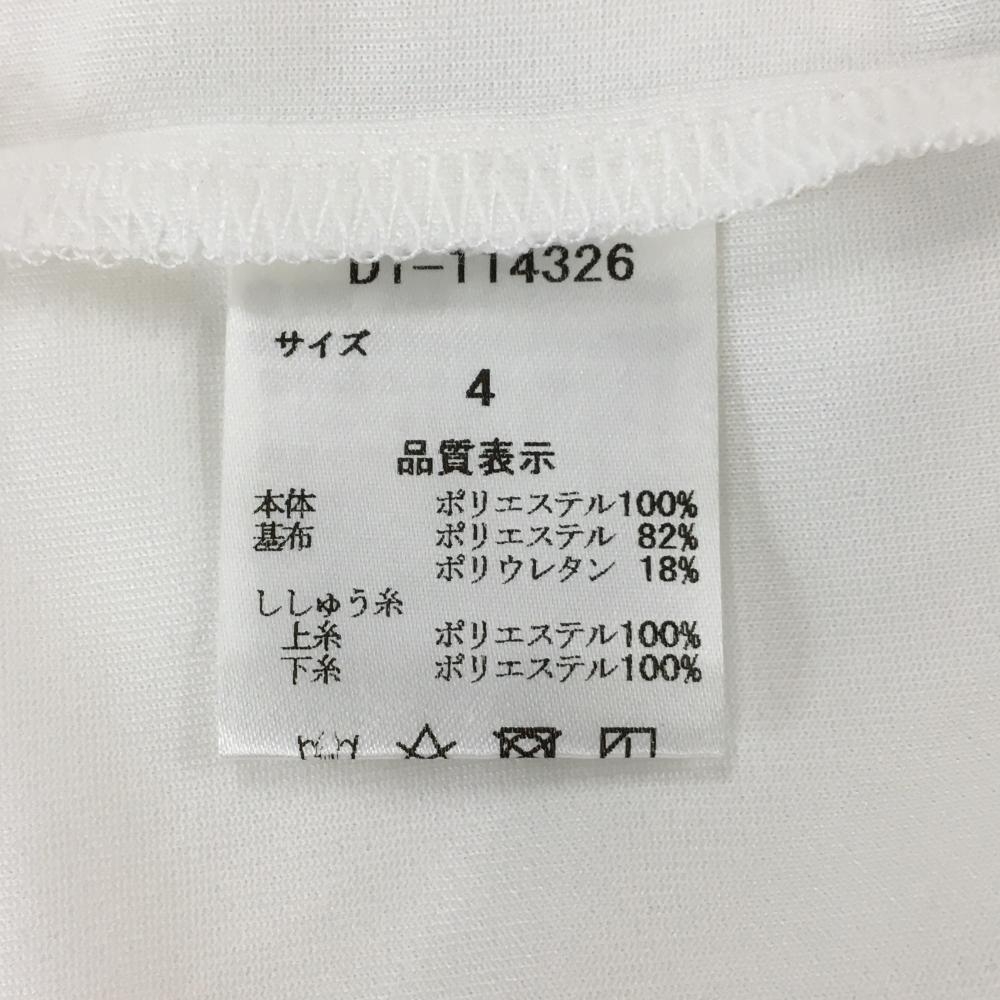 DT-114326
サイズ
4
品質表示
本体 ポリエステル100%
基布 ポリエステル 82%
ポリウレタン 18%
ししゅう糸
上糸 ポリエステル100%
下糸 ポリエステル100%